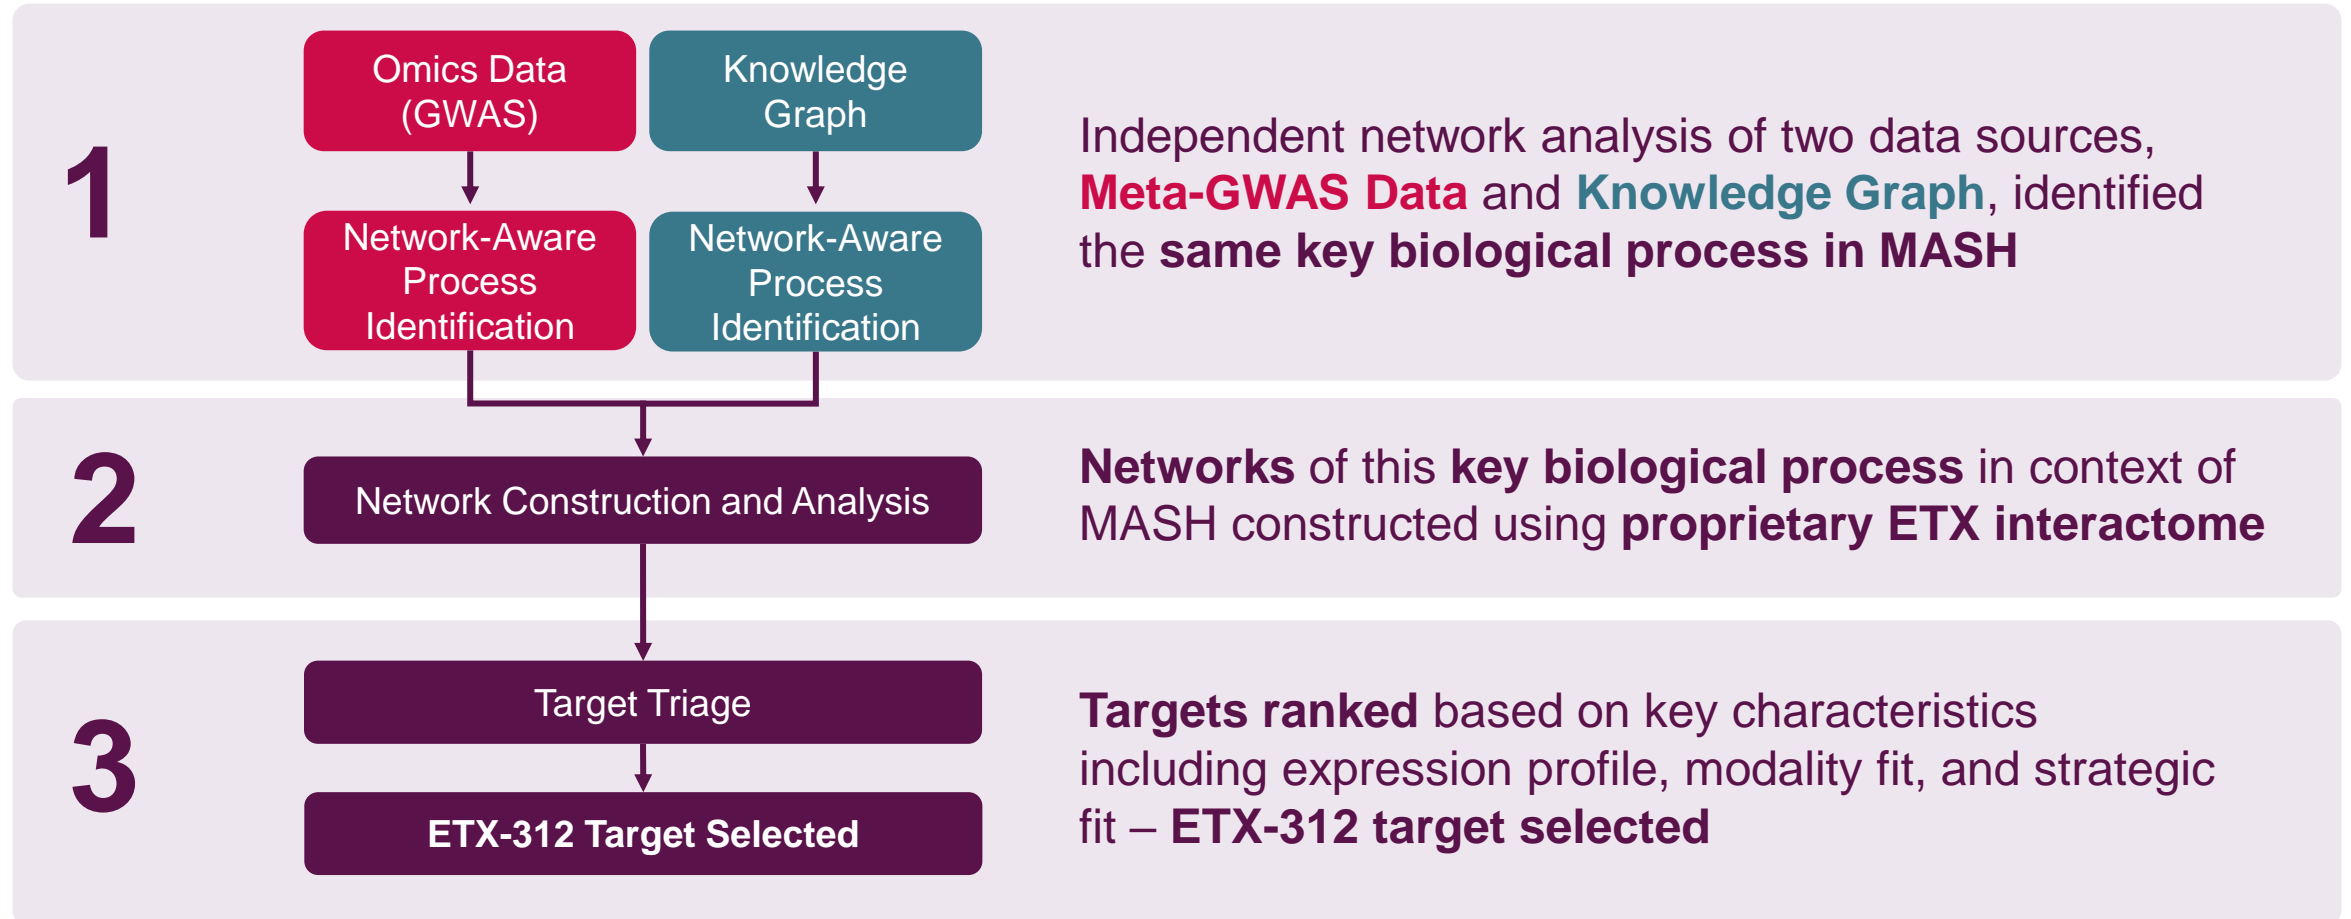 1
Omics Data
(GWAS)
Knowledge
Graph
Network-Aware
Process
Identification
Network-Aware
Process
Identification
Independent network analysis of two data sources,
Meta-GWAS Data and Knowledge Graph, identified
the same key biological process in MASH
2
Network Construction and Analysis
Networks of this key biological process in context of
MASH constructed using proprietary ETX interactome
3
Target Triage
ETX-312 Target Selected
Targets ranked based on key characteristics
including expression profile, modality fit, and strategic
fit – ETX-312 target selected